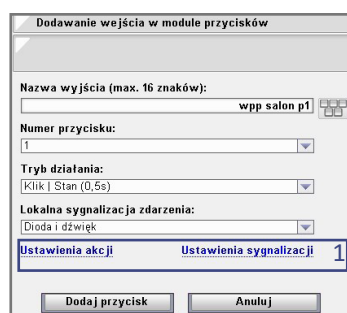 Dodawanie wejścia w module przycisków
Nazwa wyjścia (max. 16 znaków):
wpp salon p1
Numer przycisku:
1
Tryb działania:
Klik | Stan (0,5s)
Lokalna sygnalizacja zdarzenia:
Dioda i dźwięk
Ustawienia akcji Ustawienia sygnalizacji 1
Dodaj przycisk Anuluj